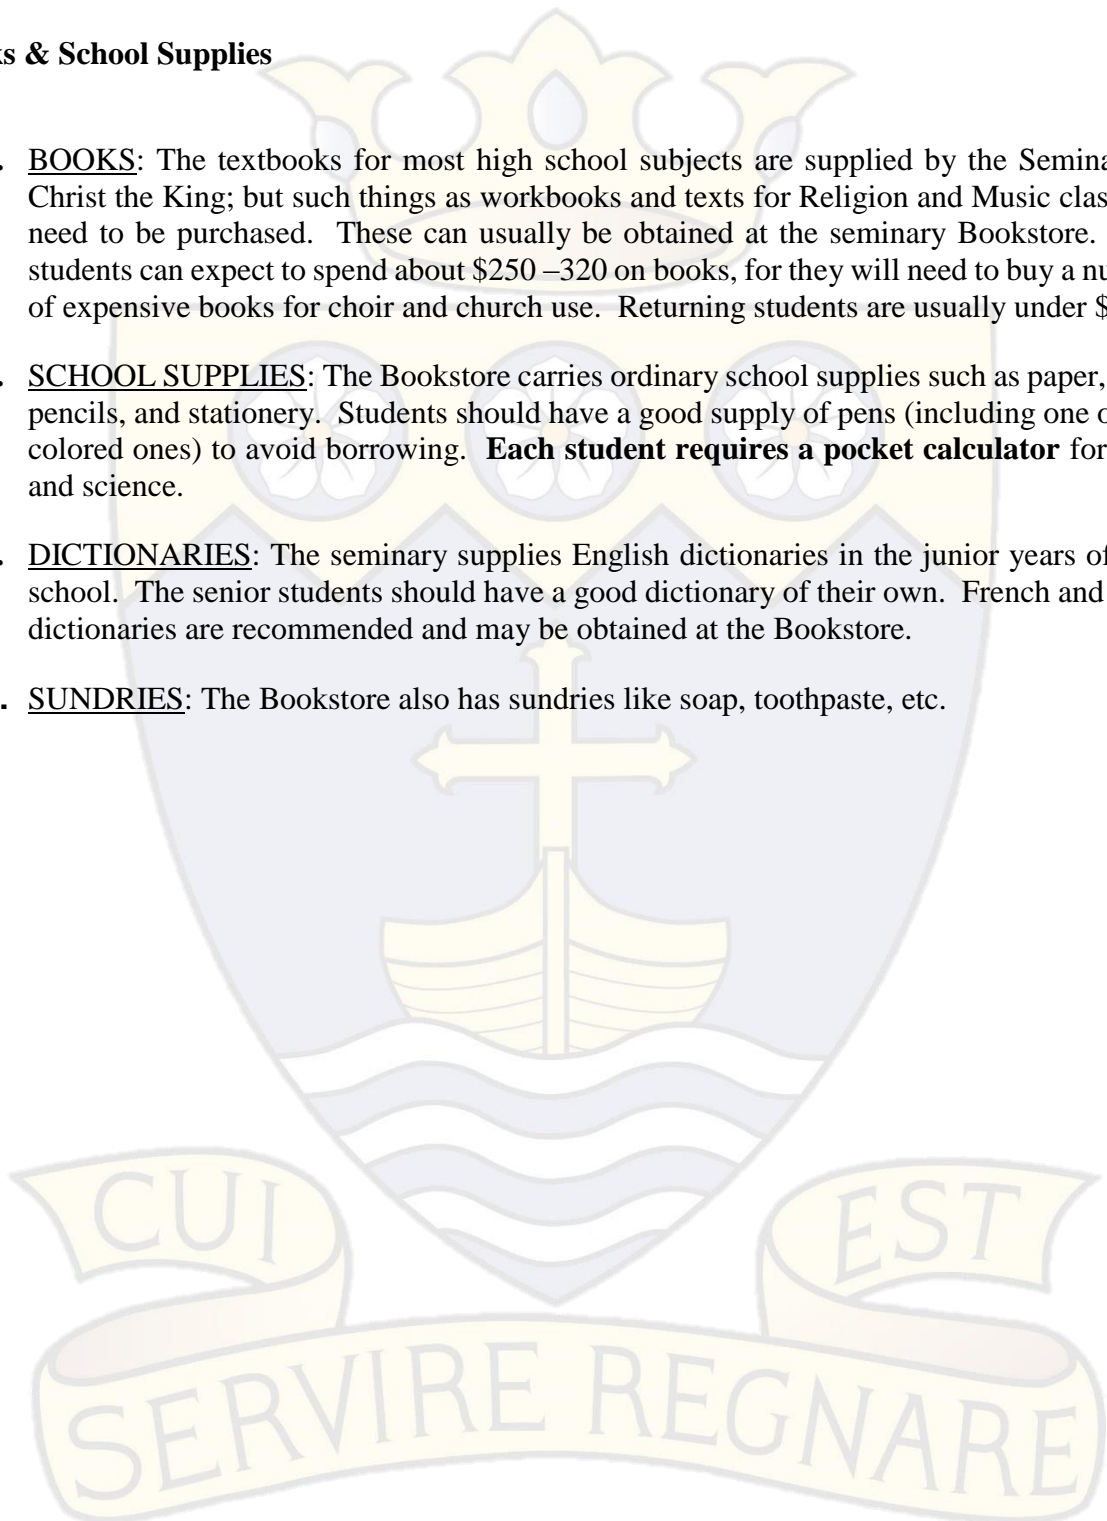 & School Supplies
BOOKS: The textbooks for most high school subjects are supplied by the
Christ the King; but such things as workbooks and texts for Religion and Music
need to be purchased. These can usually be obtained at the seminary Bookstore.
students can expect to spend about $250 –320 on books, for they will need to buy a
of expensive books for choir and church use. Returning students are usually under $
SCHOOL SUPPLIES: The Bookstore carries ordinary school supplies such as paper,
pencils, and stationery. Students should have a good supply of pens (including one
colored ones) to avoid borrowing. Each student requires a pocket calculator for
and science.
DICTIONARIES: The seminary supplies English dictionaries in the junior years of
school. The senior students should have a good dictionary of their own. French and
dictionaries are recommended and may be obtained at the Bookstore.
SUNDRIES: The Bookstore also has sundries like soap, toothpaste, etc.
CUI EST
SERVIRE REGNARE